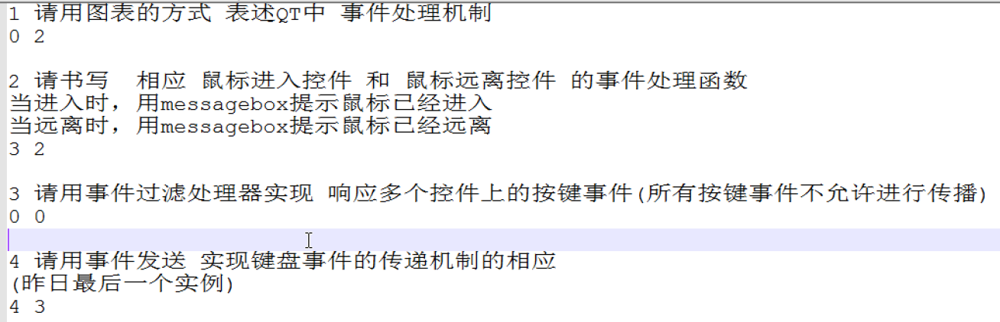 1 请用图表的方式 表述QT中 事件处理机制
0 2
2 请书写 相应 鼠标进入控件 和 鼠标远离控件 的事件处理函数
当进入时，用messagebox提示鼠标已经进入
当远离时，用messagebox提示鼠标已经远离
3 2
3 请用事件过滤处理器实现 响应多个控件上的按键事件(所有按键事件不允许进行传播)
0 0
4 请用事件发送 实现键盘事件的传递机制的相应
(昨日最后一个实例)
4 3